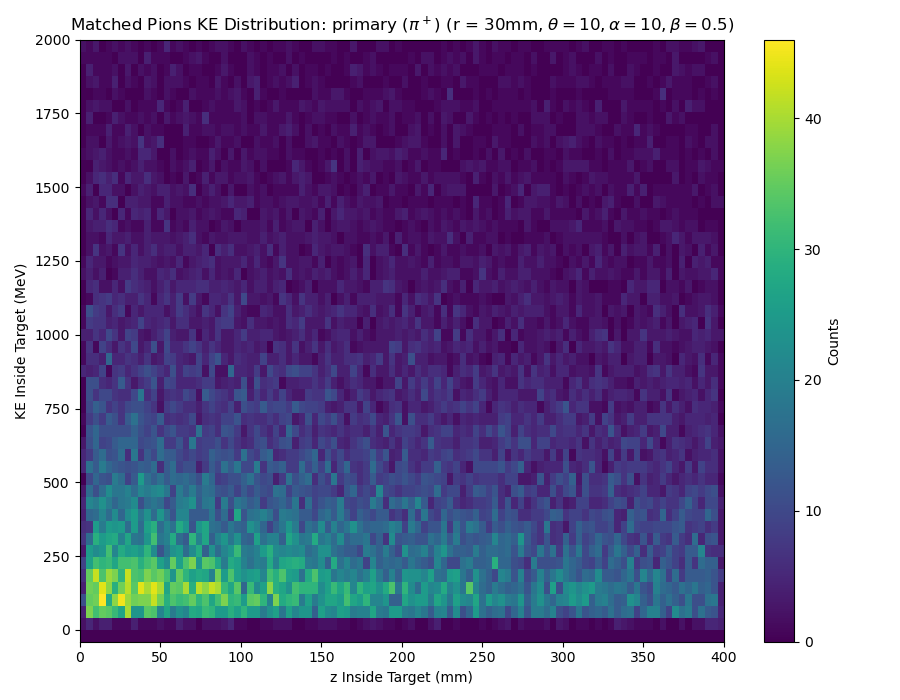 Matched Pions KE Distribution: primary (π⁺) (r = 30mm, θ = 10, α = 10, β = 0.5)
2000
1750
1500
1250
1000
750
500
250
0
KE Inside Target (MeV)
0 50 100 150 200 250 300 350 400
z Inside Target (mm)
40
30
20
10
0
Counts